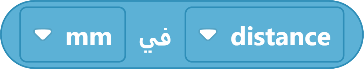 distance في mm